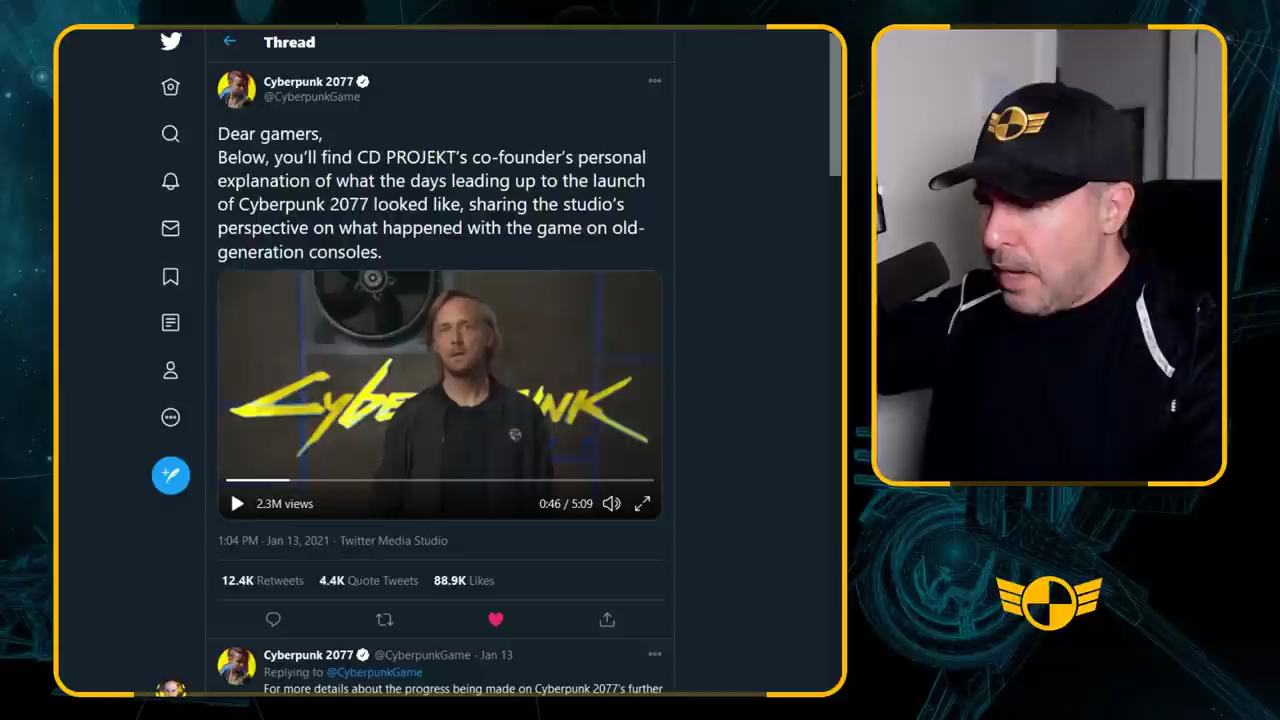 Thread
Cyberpunk 2077
@CyberpunkGame
Dear gamers,
Below, you'll find CD PROJEKT's co-founder's personal
explanation of what the days leading up to the launch
of Cyberpunk 2077 looked like, sharing the studio's
perspective on what happened with the game on old-
generation consoles.
2.3M views
0:46 / 5:09
1:04 PM · Jan 13, 2021 · Twitter Media Studio
12.4K Retweets 4.4K Quote Tweets 88.9K Likes
Cyberpunk 2077 @CyberpunkGame · Jan 13
Replying to @CyberpunkGame
For more details about the progress being made on Cyberpunk 2077's further